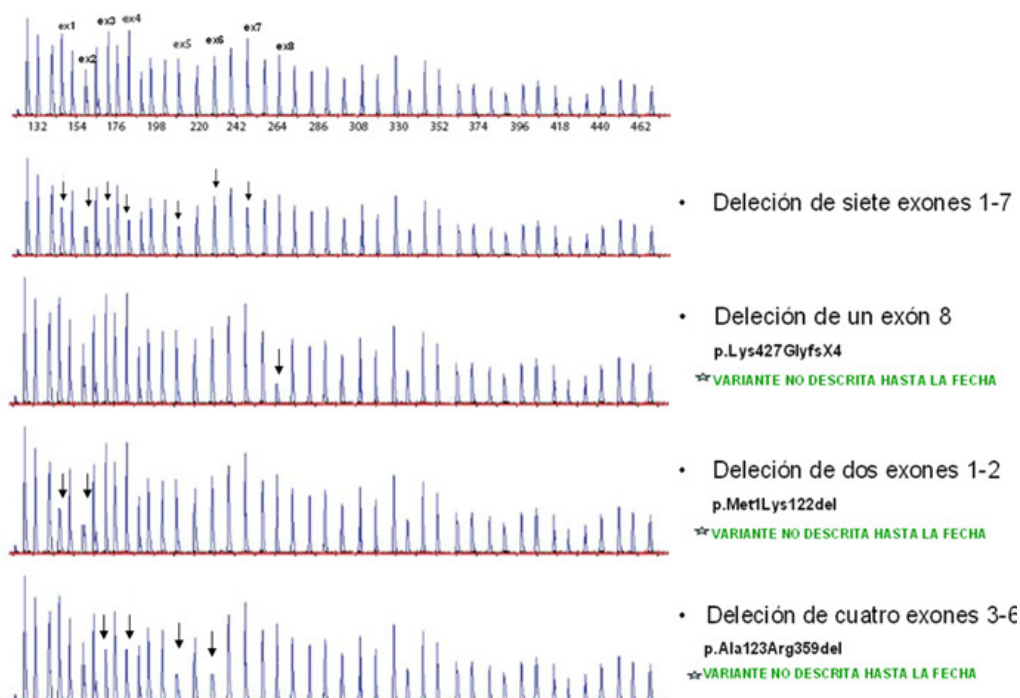 ex1 ex2 ex3 ex4 ex5 ex6 ex7 ex8
132 154 176 198 220 242 264 286 308 330 352 374 396 418 440 462
• Deleción de siete exones 1-7
• Deleción de un exón 8
p.Lys427GlyfsX4
☆ VARIANTE NO DESCRITA HASTA LA FECHA
• Deleción de dos exones 1-2
p.Met1Lys122del
☆ VARIANTE NO DESCRITA HASTA LA FECHA
• Deleción de cuatro exones 3-6
p.Ala123Arg359del
☆ VARIANTE NO DESCRITA HASTA LA FECHA